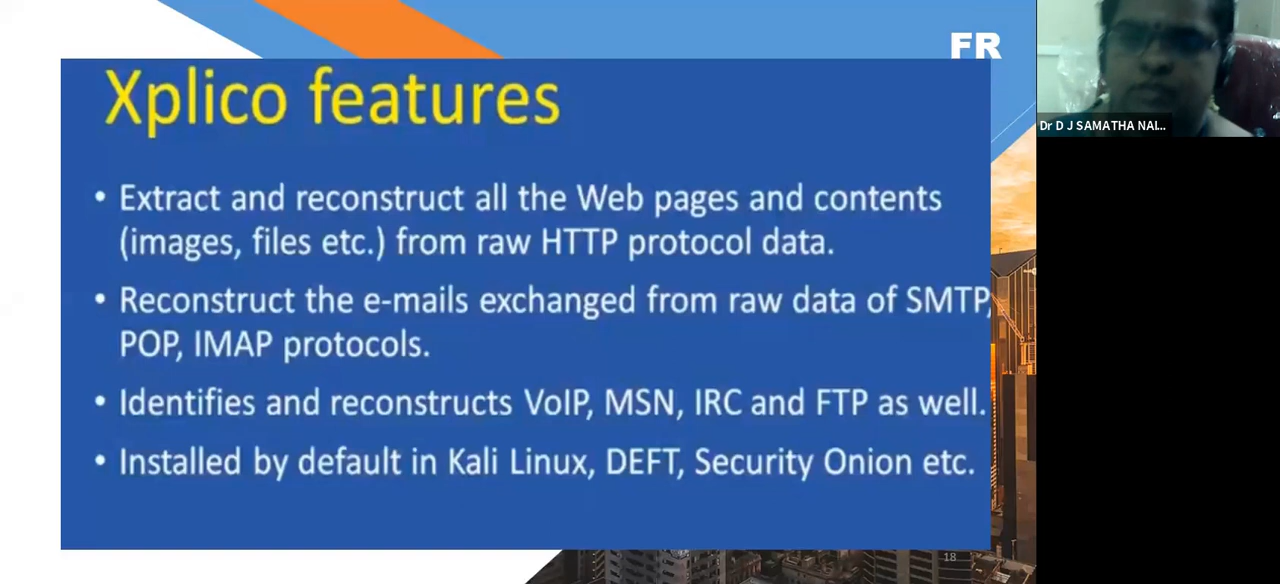 FR
Xplico features
• Extract and reconstruct all the Web pages and contents
(images, files etc.) from raw HTTP protocol data.
• Reconstruct the e-mails exchanged from raw data of SMTP,
POP, IMAP protocols.
• Identifies and reconstructs VoIP, MSN, IRC and FTP as well.
• Installed by default in Kali Linux, DEFT, Security Onion etc.
18
Dr D J SAMATHA NAI...